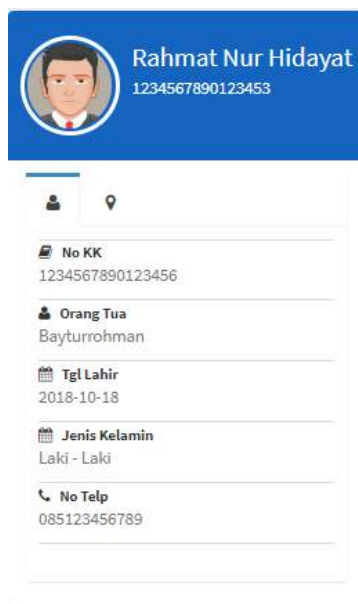 Rahmat Nur Hidayat
1234567890123453
No KK
1234567890123456
Orang Tua
Bayturrohman
Tgl Lahir
2018-10-18
Jenis Kelamin
Laki - Laki
No Telp
085123456789